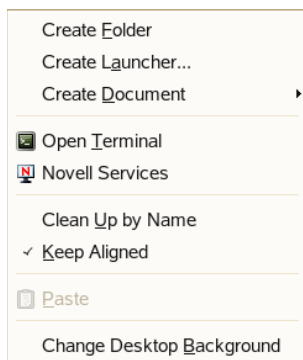 Create Folder
Create Launcher...
Create Document
Open Terminal
N Novell Services
Clean Up by Name
Keep Aligned
Paste
Change Desktop Background